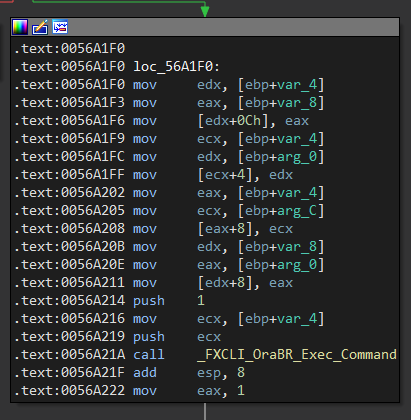 .text:0056A1F0
.text:0056A1F0 loc_56A1F0:
.text:0056A1F0 mov edx, [ebp+var_4]
.text:0056A1F3 mov eax, [ebp+var_8]
.text:0056A1F6 mov [edx+0Ch], eax
.text:0056A1F9 mov ecx, [ebp+var_4]
.text:0056A1FC mov edx, [ebp+arg_0]
.text:0056A1FF mov [ecx+4], edx
.text:0056A202 mov eax, [ebp+var_4]
.text:0056A205 mov ecx, [ebp+arg_C]
.text:0056A208 mov [eax+8], ecx
.text:0056A20B mov edx, [ebp+var_8]
.text:0056A20E mov eax, [ebp+arg_0]
.text:0056A211 mov [edx+8], eax
.text:0056A214 push 1
.text:0056A216 mov ecx, [ebp+var_4]
.text:0056A219 push ecx
.text:0056A21A call _FXCLI_OraBR_Exec_Command
.text:0056A21F add esp, 8
.text:0056A222 mov eax, 1